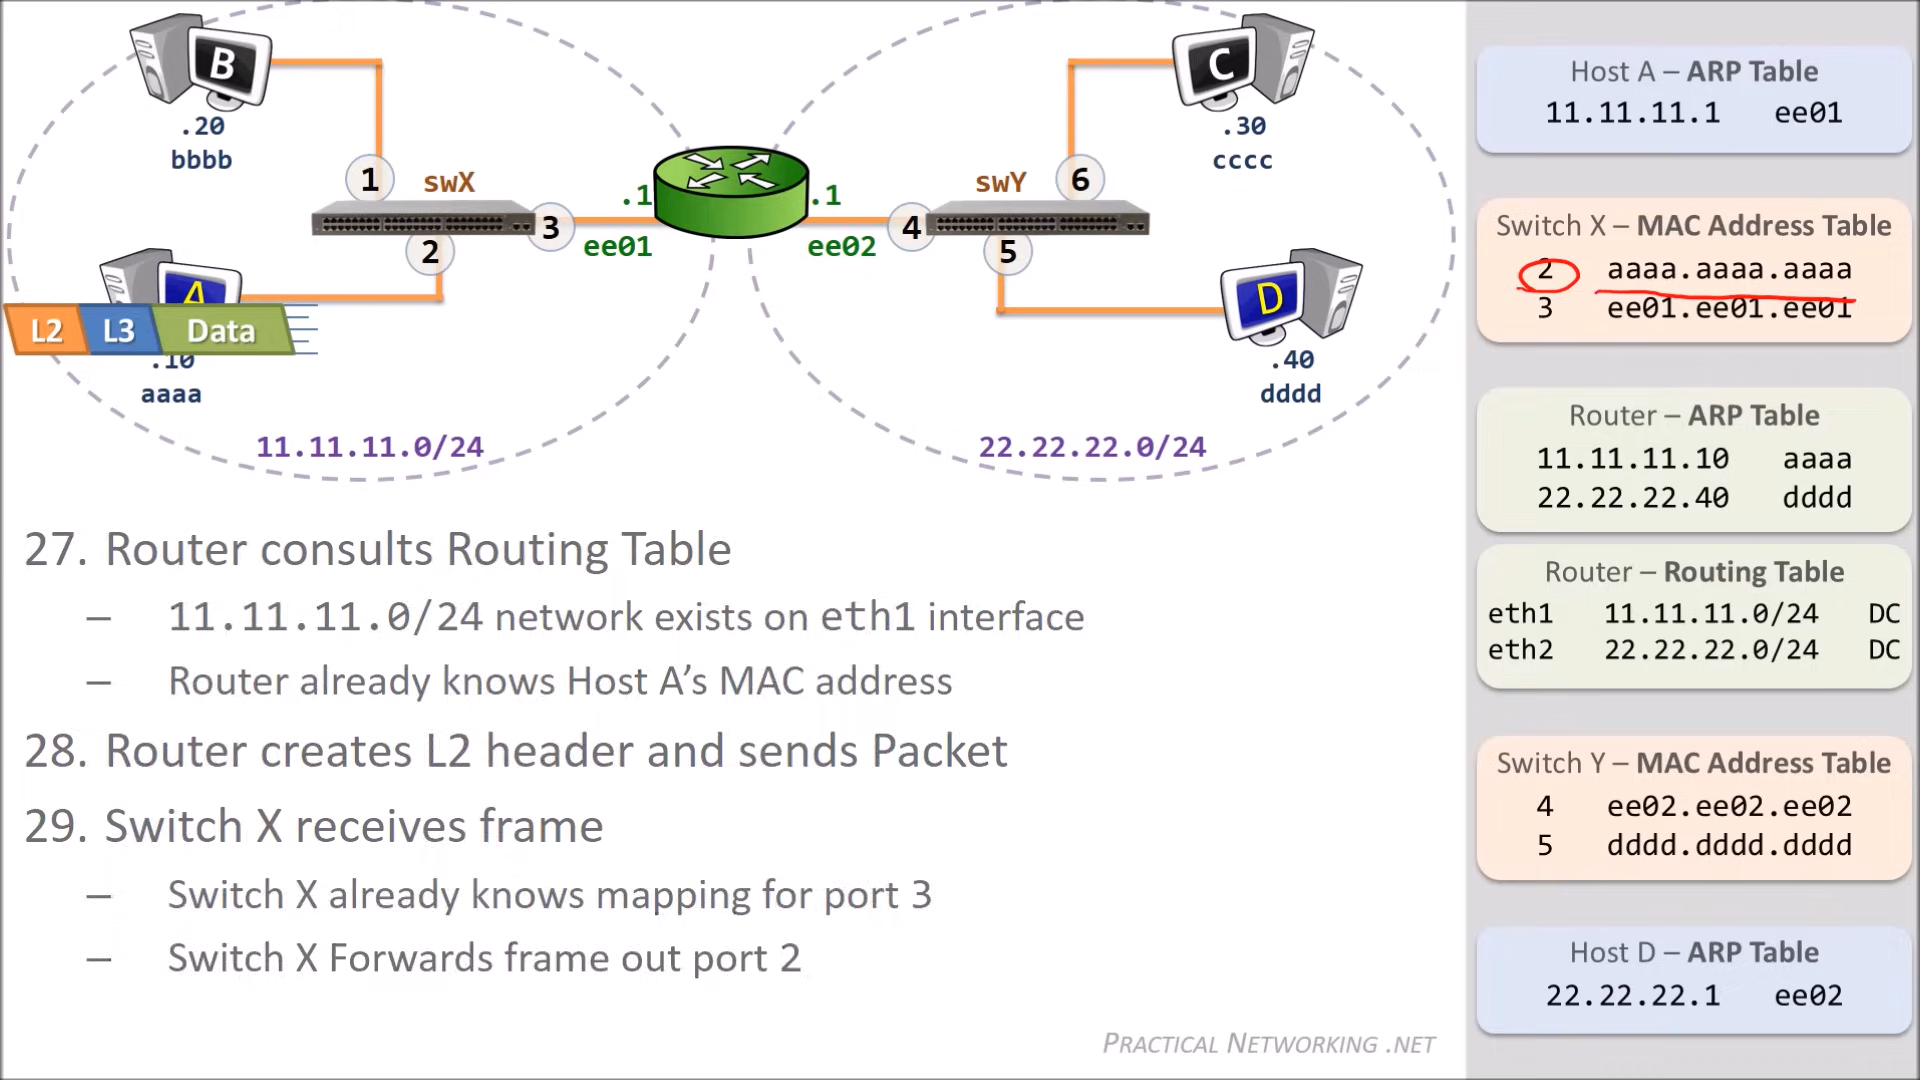 B
.20
bbbb
1
swX
2
3
A
L2 L3 Data
.10
aaaa
11.11.11.0/24
.1
ee01
.1
ee02
C
.30
cccc
swY
6
4
5
D
.40
dddd
22.22.22.0/24
27. Router consults Routing Table
– 11.11.11.0/24 network exists on eth1 interface
– Router already knows Host A’s MAC address
28. Router creates L2 header and sends Packet
29. Switch X receives frame
– Switch X already knows mapping for port 3
– Switch X Forwards frame out port 2
PRACTICAL NETWORKING .NET
Host A – ARP Table
11.11.11.1 ee01
Switch X – MAC Address Table
2 aaaa.aaaa.aaaa
3 ee01.ee01.ee01
Router – ARP Table
11.11.11.10 aaaa
22.22.22.40 dddd
Router – Routing Table
eth1 11.11.11.0/24 DC
eth2 22.22.22.0/24 DC
Switch Y – MAC Address Table
4 ee02.ee02.ee02
5 dddd.dddd.dddd
Host D – ARP Table
22.22.22.1 ee02